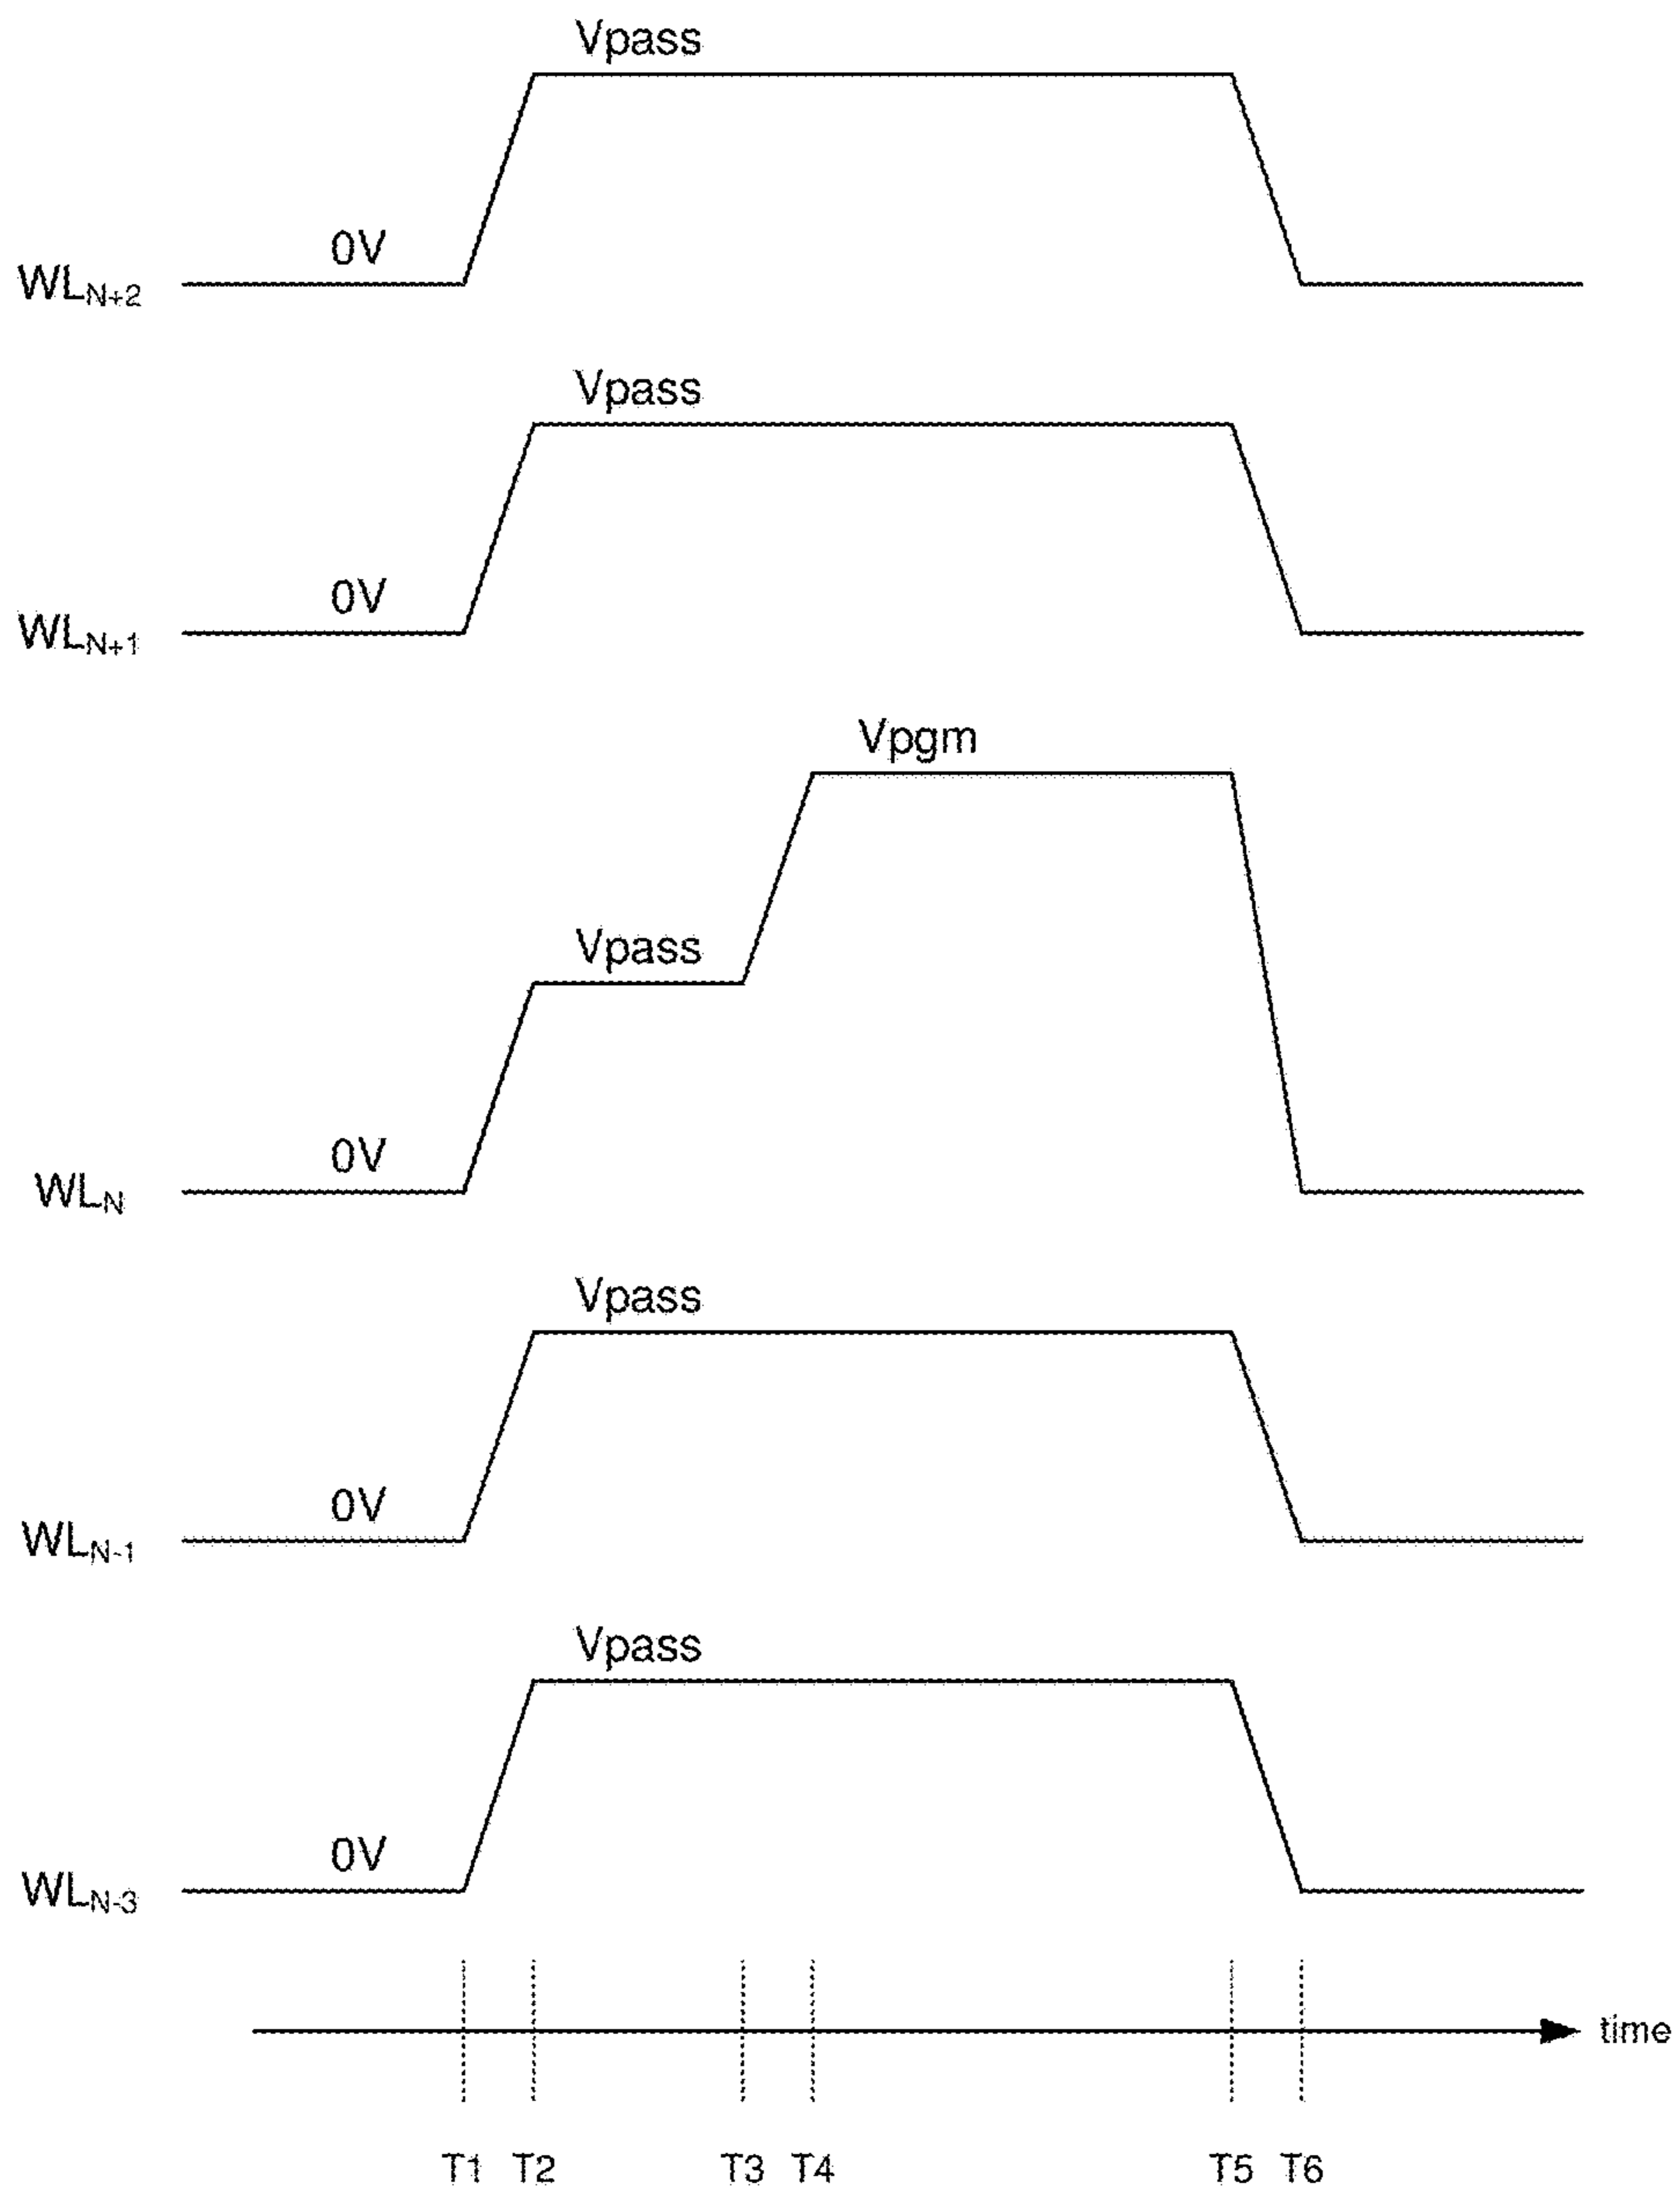 Vpass
0V
WLN+2
Vpass
0V
WLN+1
Vpgm
Vpass
0V
WLN
Vpass
0V
WLN-1
Vpass
0V
WLN-3
time
T1 T2 T3 T4 T5 T6